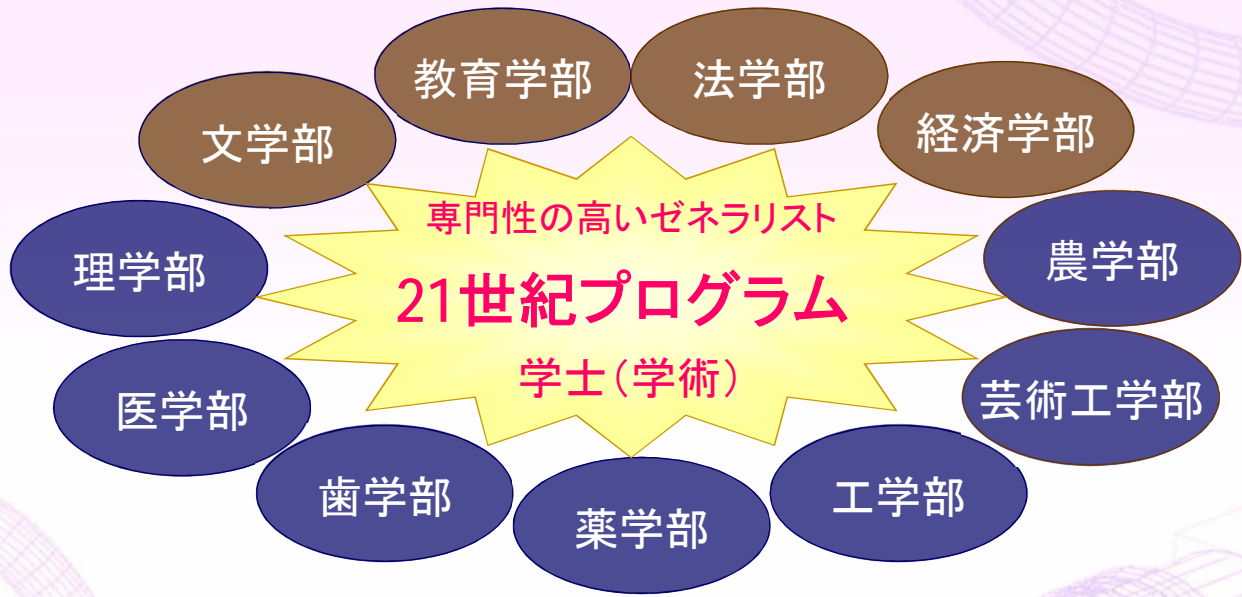 教育学部
法学部
文学部
経済学部
専門性の高いゼネラリスト
21世紀プログラム
学士（学術）
理学部
農学部
医学部
芸術工学部
歯学部
薬学部
工学部